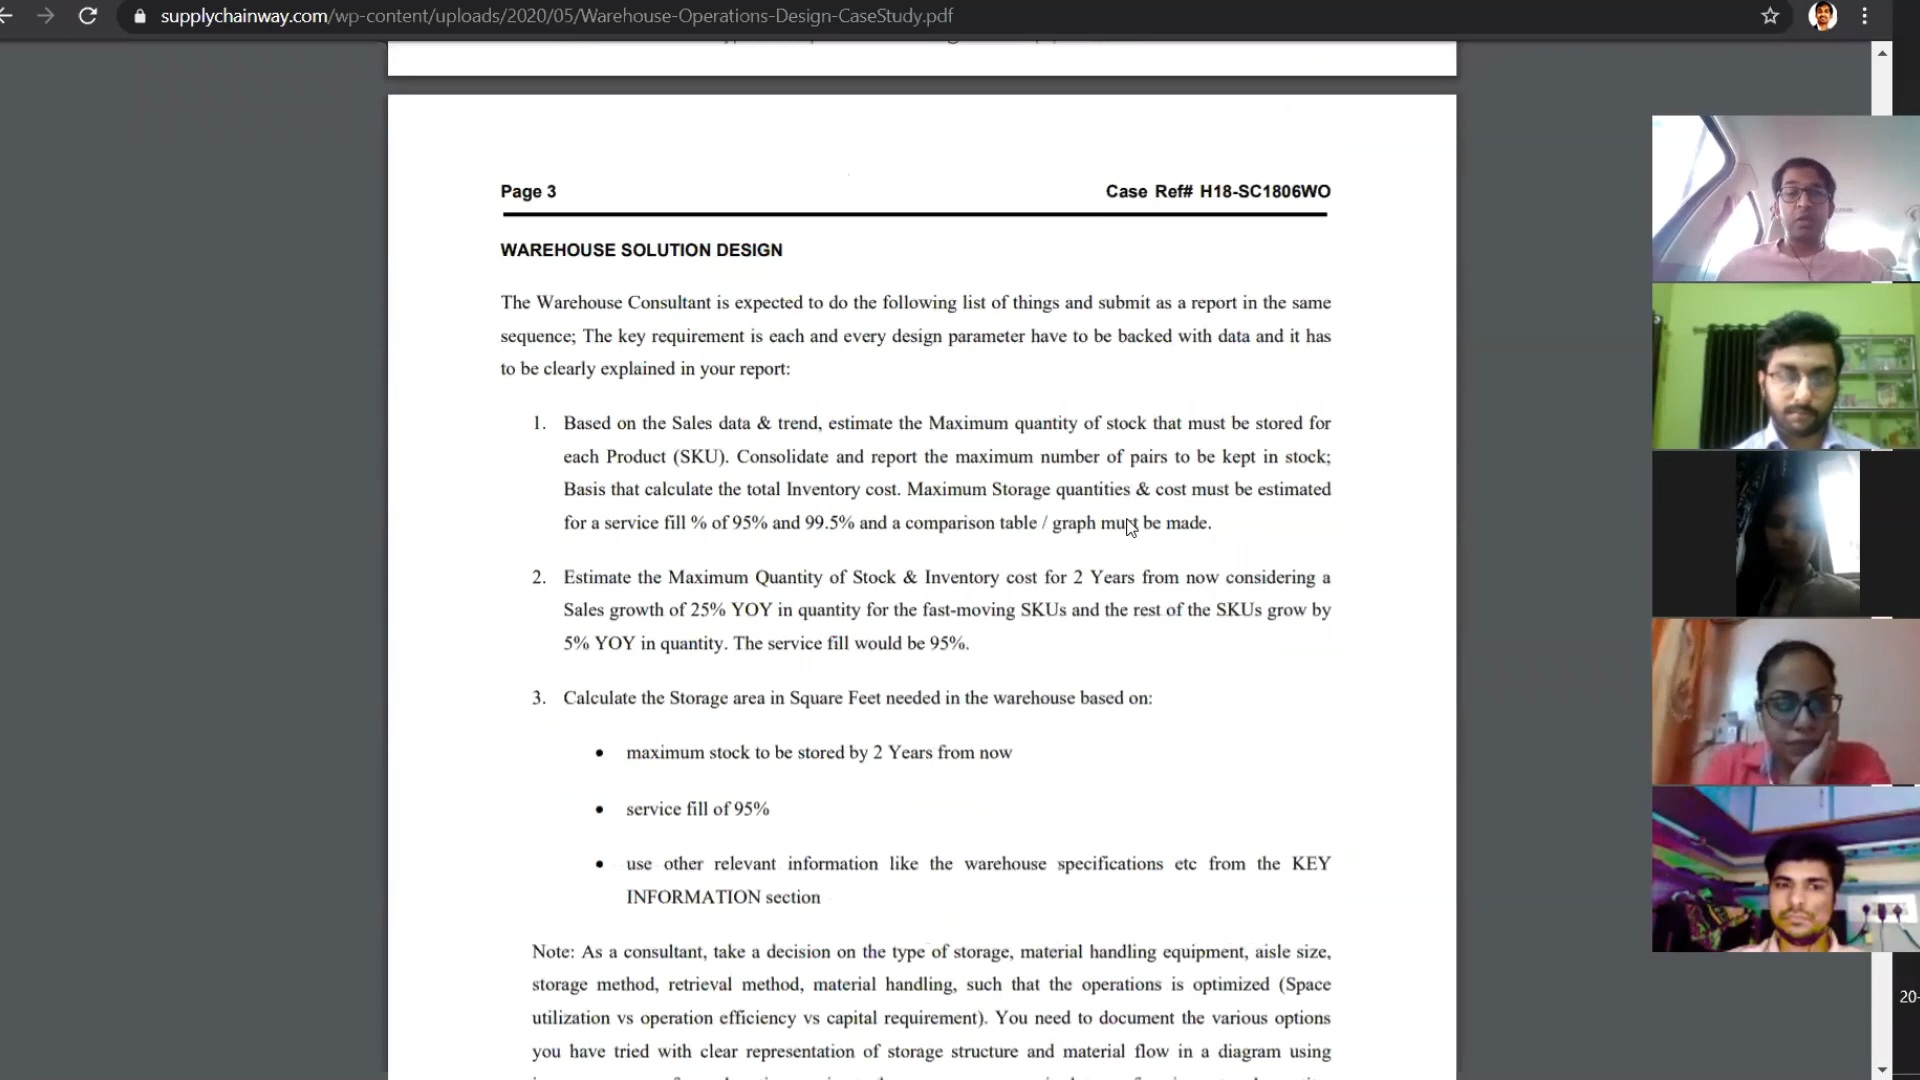 supplychainway.com/wp-content/uploads/2020/05/Warehouse-Operations-Design-CaseStudy.pdf
Page 3 Case Ref# H18-SC1806WO
WAREHOUSE SOLUTION DESIGN
The Warehouse Consultant is expected to do the following list of things and submit as a report in the same
sequence; The key requirement is each and every design parameter have to be backed with data and it has
to be clearly explained in your report:
1. Based on the Sales data & trend, estimate the Maximum quantity of stock that must be stored for
each Product (SKU). Consolidate and report the maximum number of pairs to be kept in stock;
Basis that calculate the total Inventory cost. Maximum Storage quantities & cost must be estimated
for a service fill % of 95% and 99.5% and a comparison table / graph must be made.
2. Estimate the Maximum Quantity of Stock & Inventory cost for 2 Years from now considering a
Sales growth of 25% YOY in quantity for the fast-moving SKUs and the rest of the SKUs grow by
5% YOY in quantity. The service fill would be 95%.
3. Calculate the Storage area in Square Feet needed in the warehouse based on:
• maximum stock to be stored by 2 Years from now
• service fill of 95%
• use other relevant information like the warehouse specifications etc from the KEY
INFORMATION section
Note: As a consultant, take a decision on the type of storage, material handling equipment, aisle size,
storage method, retrieval method, material handling, such that the operations is optimized (Space
utilization vs operation efficiency vs capital requirement). You need to document the various options
you have tried with clear representation of storage structure and material flow in a diagram using
20-